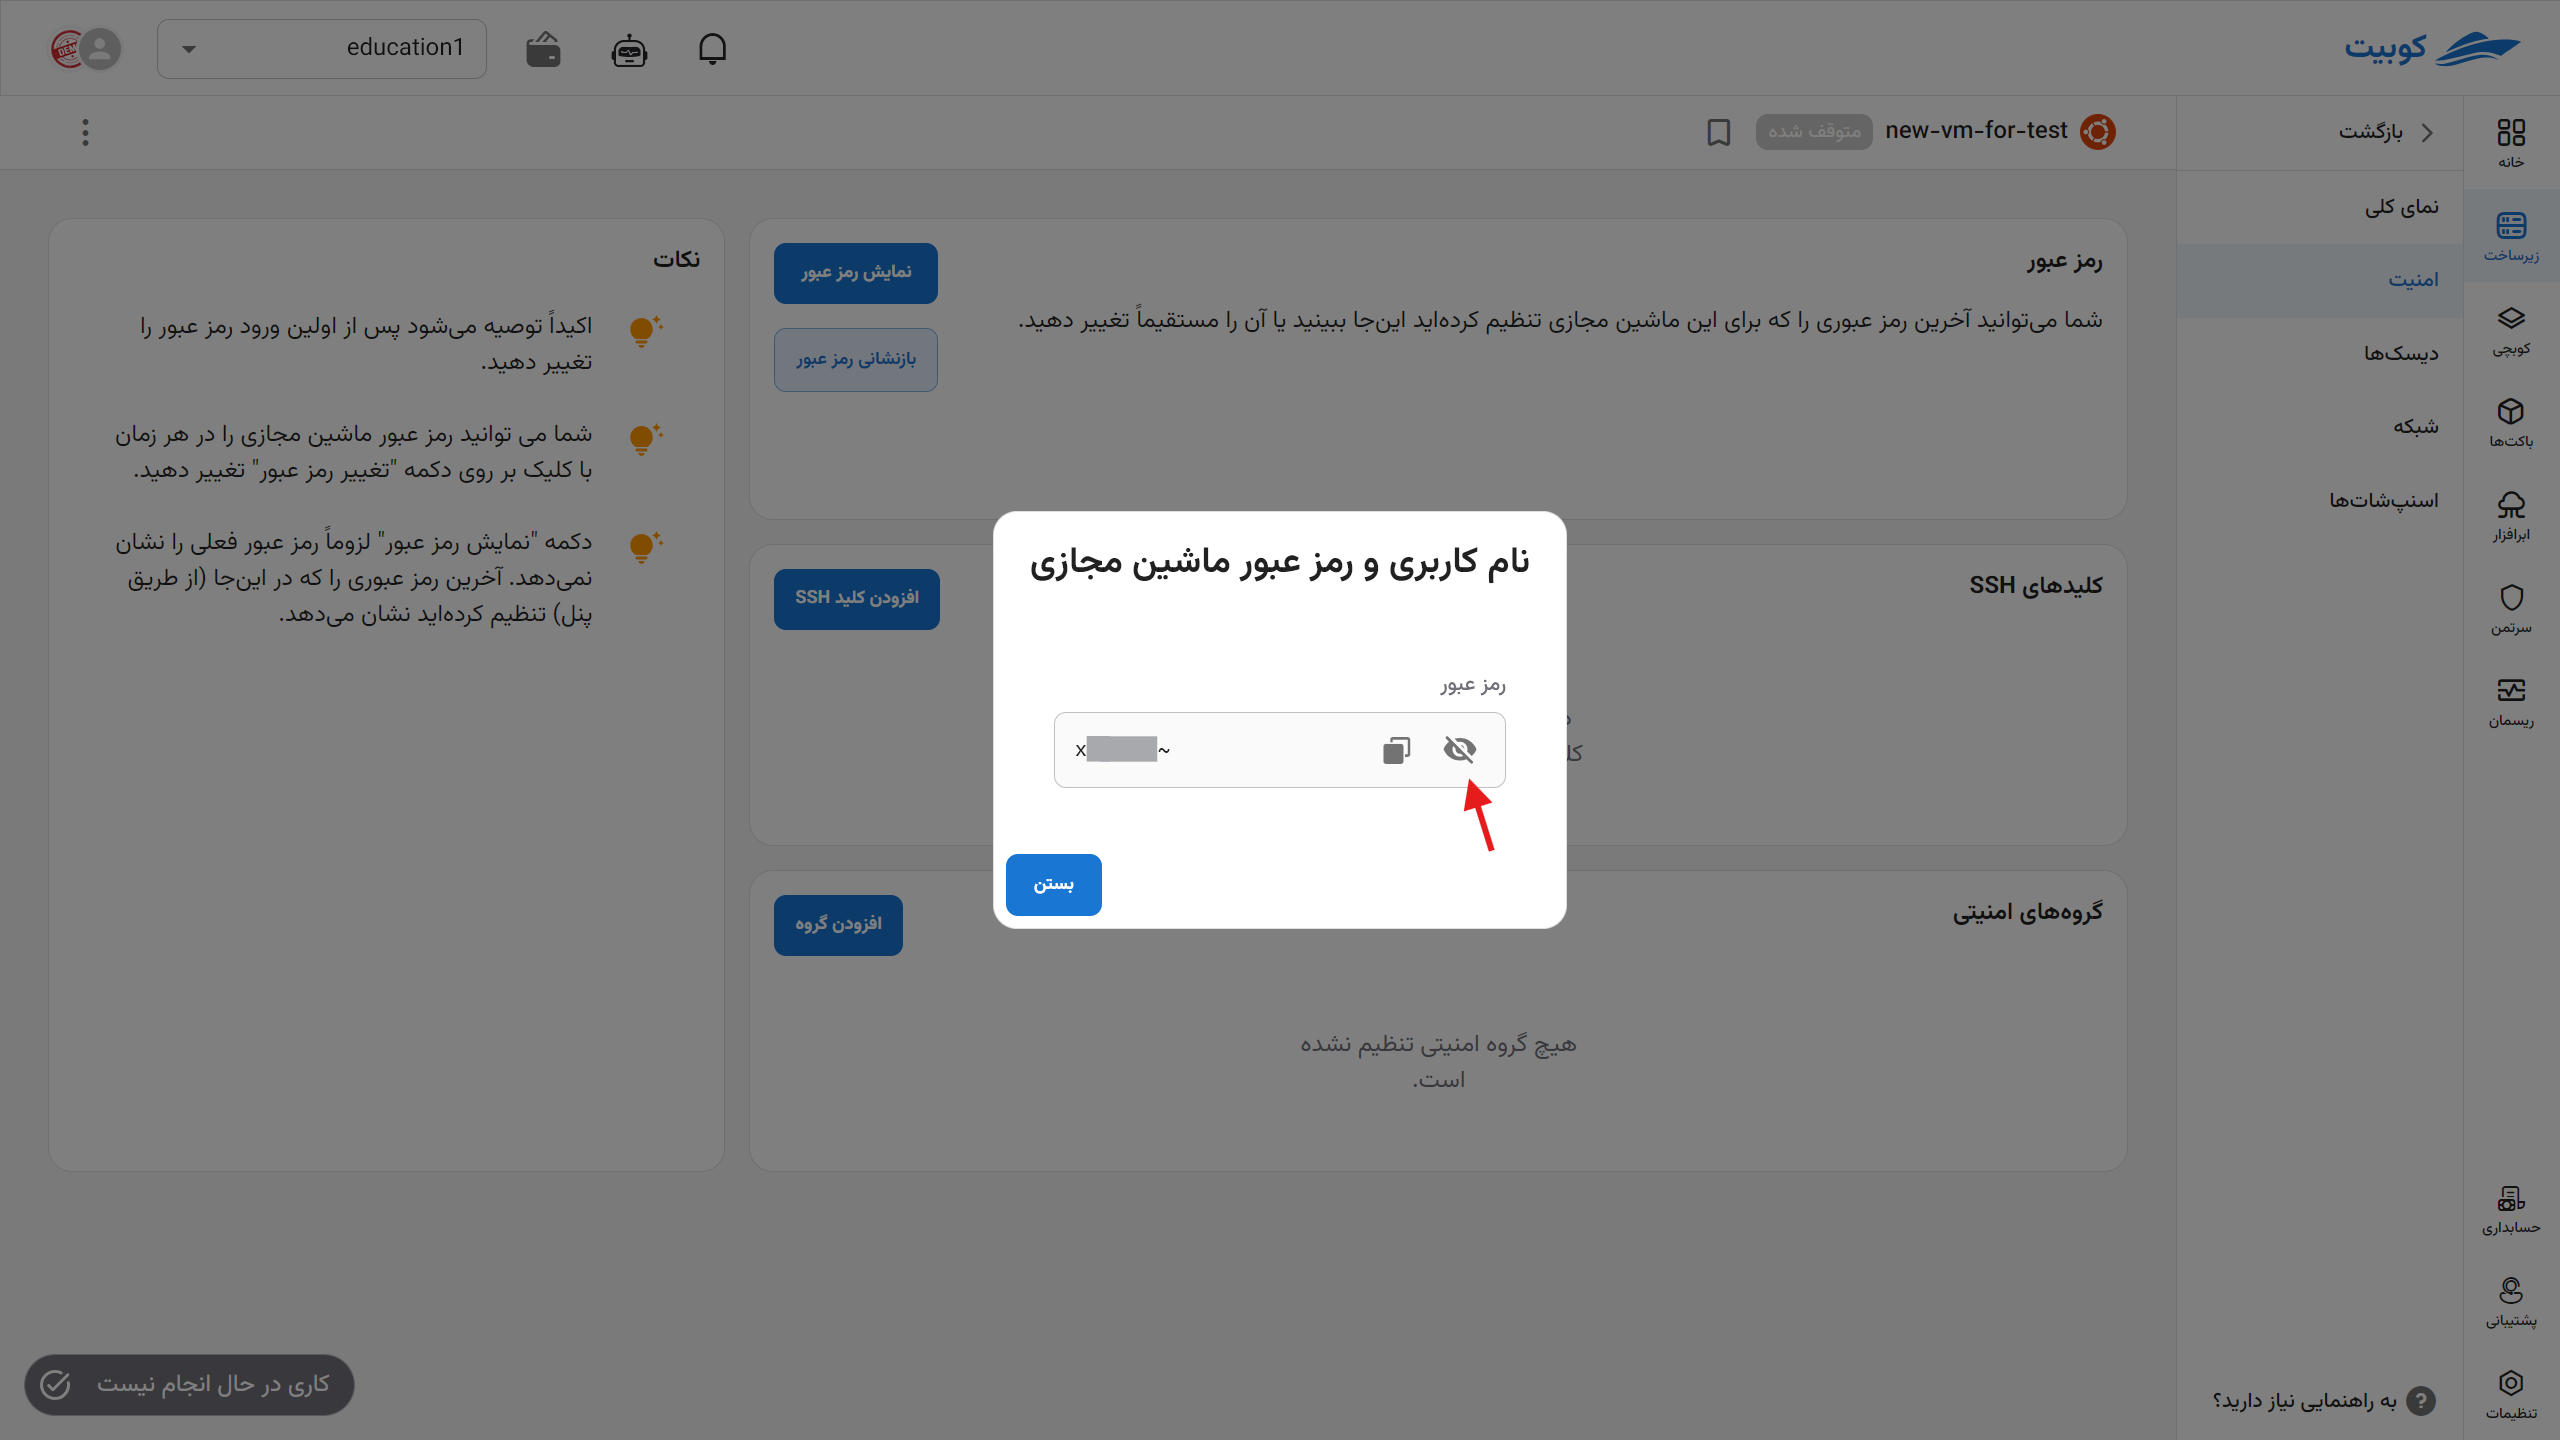 کوبیت
education1
DEM
خانه
زیرساخت
کوبچی
باکت‌ها
ابرافزار
سرتمن
ریسمان
حسابداری
پشتیبانی
تنظیمات
بازگشت
نمای کلی
امنیت
دیسک‌ها
شبکه
اسنپ‌شات‌ها
به راهنمایی نیاز دارید؟
new-vm-for-test
متوقف شده
رمز عبور
شما می‌توانید آخرین رمز عبوری را که برای این ماشین مجازی تنظیم کرده‌اید این‌جا ببینید یا آن را مستقیماً تغییر دهید.
نمایش رمز عبور
بازنشانی رمز عبور
کلیدهای SSH
افزودن کلید SSH
گروه‌های امنیتی
افزودن گروه
هیچ گروه امنیتی تنظیم نشده
است.
نکات
اکیداً توصیه می‌شود پس از اولین ورود رمز عبور را
تغییر دهید.
شما می توانید رمز عبور ماشین مجازی را در هر زمان
با کلیک بر روی دکمه "تغییر رمز عبور" تغییر دهید.
دکمه "نمایش رمز عبور" لزوماً رمز عبور فعلی را نشان
نمی‌دهد. آخرین رمز عبوری را که در این‌جا (از طریق
پنل) تنظیم کرده‌اید نشان می‌دهد.
نام کاربری و رمز عبور ماشین مجازی
رمز عبور
x ~
بستن
کاری در حال انجام نیست